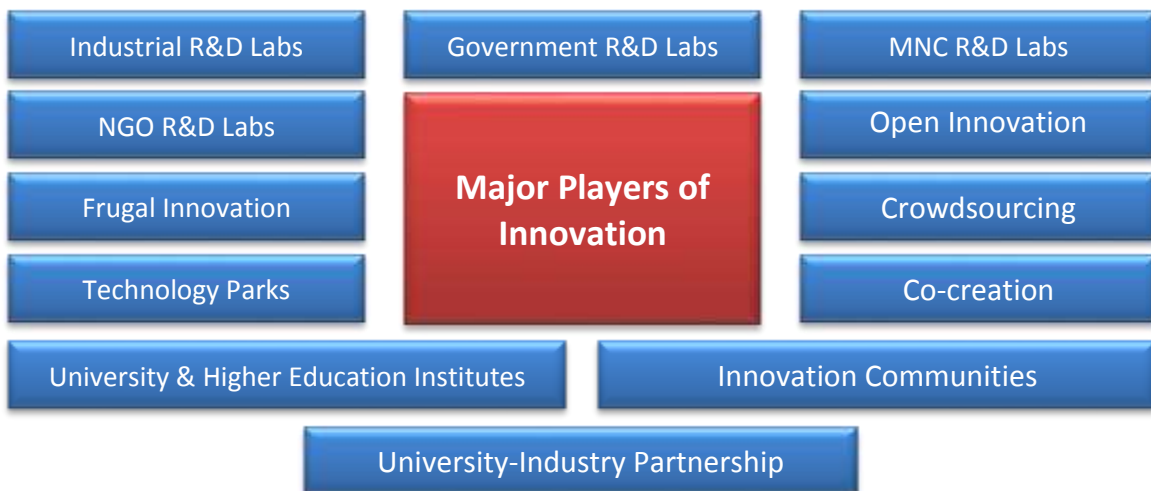 Industrial R&D Labs
Government R&D Labs
MNC R&D Labs
NGO R&D Labs
Open Innovation
Major Players of
Innovation
Frugal Innovation
Crowdsourcing
Technology Parks
Co-creation
University & Higher Education Institutes
Innovation Communities
University-Industry Partnership